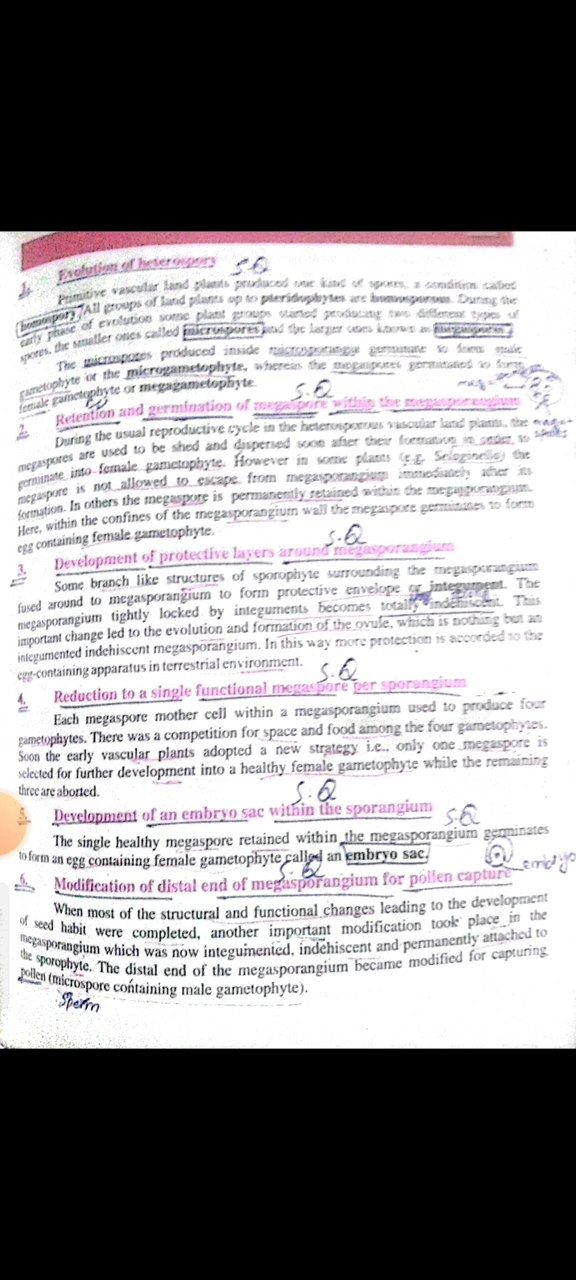 1. Evolution of heterospory S.Q
Primitive vascular land plants produced one kind of spores, a condition called
homospory. All groups of land plants up to pteridophytes are homosporous. During the
early phase of evolution some plant groups started producing two different types of
spores, the smaller ones called microspores and the larger ones known as megaspores.
The microspores produced inside microsporangia germinate to form male
gametophyte or the microgametophyte, whereas the megaspores germinated to form
female gametophyte or megagametophyte.
S.Q
2. Retention and germination of megaspore within the megasporangium
During the usual reproductive cycle in the heterosporous vascular land plants, the
megaspores are used to be shed and dispersed soon after their formation in order to
germinate into female gametophyte. However in some plants (e.g. Selaginella) the
megaspore is not allowed to escape from megasporangium immediately after its
formation. In others the megaspore is permanently retained within the megasporangium.
Here, within the confines of the megasporangium wall the megaspore germinates to form
egg containing female gametophyte.
S.Q
3. Development of protective layers around megasporangium
Some branch like structures of sporophyte surrounding the megasporangium
fused around to megasporangium to form protective envelope or integument. The
megasporangium tightly locked by integuments becomes totally indehiscent. This
important change led to the evolution and formation of the ovule, which is nothing but an
integumented indehiscent megasporangium. In this way more protection is accorded to the
egg-containing apparatus in terrestrial environment.
S.Q
4. Reduction to a single functional megaspore per sporangium
Each megaspore mother cell within a megasporangium used to produce four
gametophytes. There was a competition for space and food among the four gametophytes.
Soon the early vascular plants adopted a new strategy i.e., only one megaspore is
selected for further development into a healthy female gametophyte while the remaining
three are aborted.
S.Q
5. Development of an embryo sac within the sporangium S.Q
The single healthy megaspore retained within the megasporangium germinates
to form an egg containing female gametophyte called an embryo sac.
S.Q
6. Modification of distal end of megasporangium for pollen capture embryo
When most of the structural and functional changes leading to the development
of seed habit were completed, another important modification took place in the
megasporangium which was now integumented, indehiscent and permanently attached to
the sporophyte. The distal end of the megasporangium became modified for capturing
pollen (microspore containing male gametophyte).
sperm